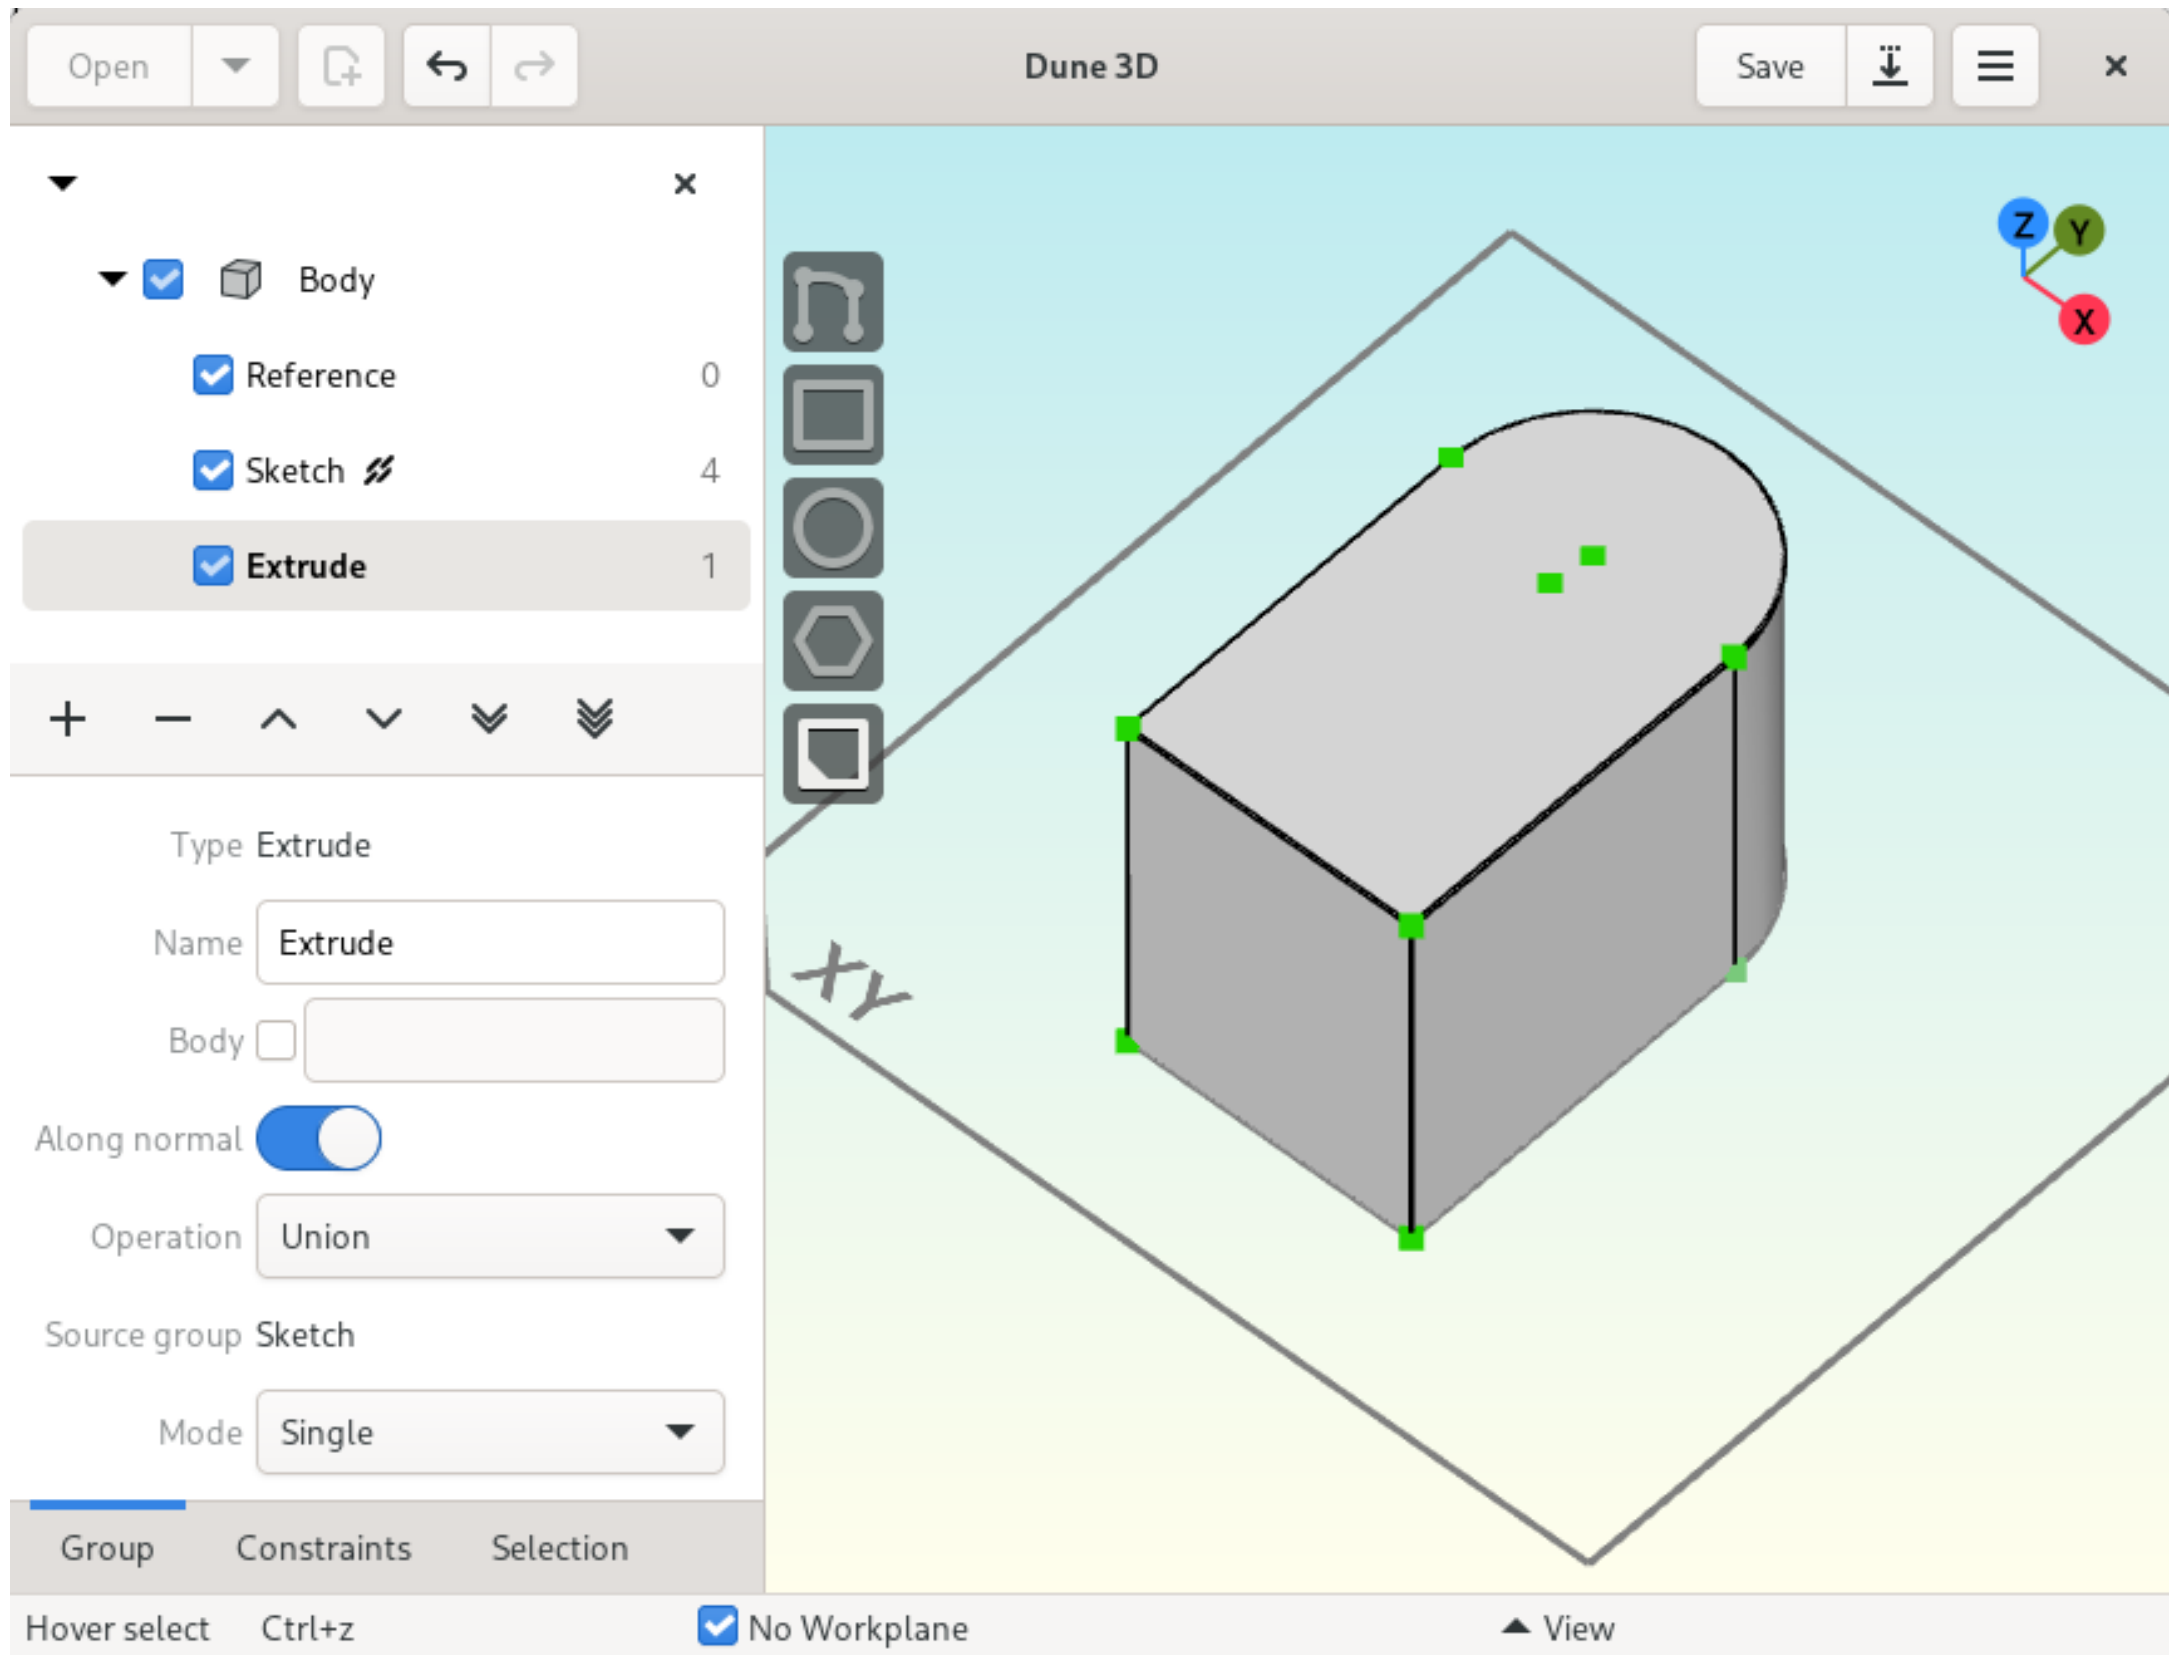 Open
Dune 3D
Save
Body
Reference 0
Sketch 4
Extrude 1
Type Extrude
Name Extrude
Body
Along normal
Operation Union
Source group Sketch
Mode Single
Group Constraints Selection
Z Y
X
XY
Hover select Ctrl+z No Workplane View